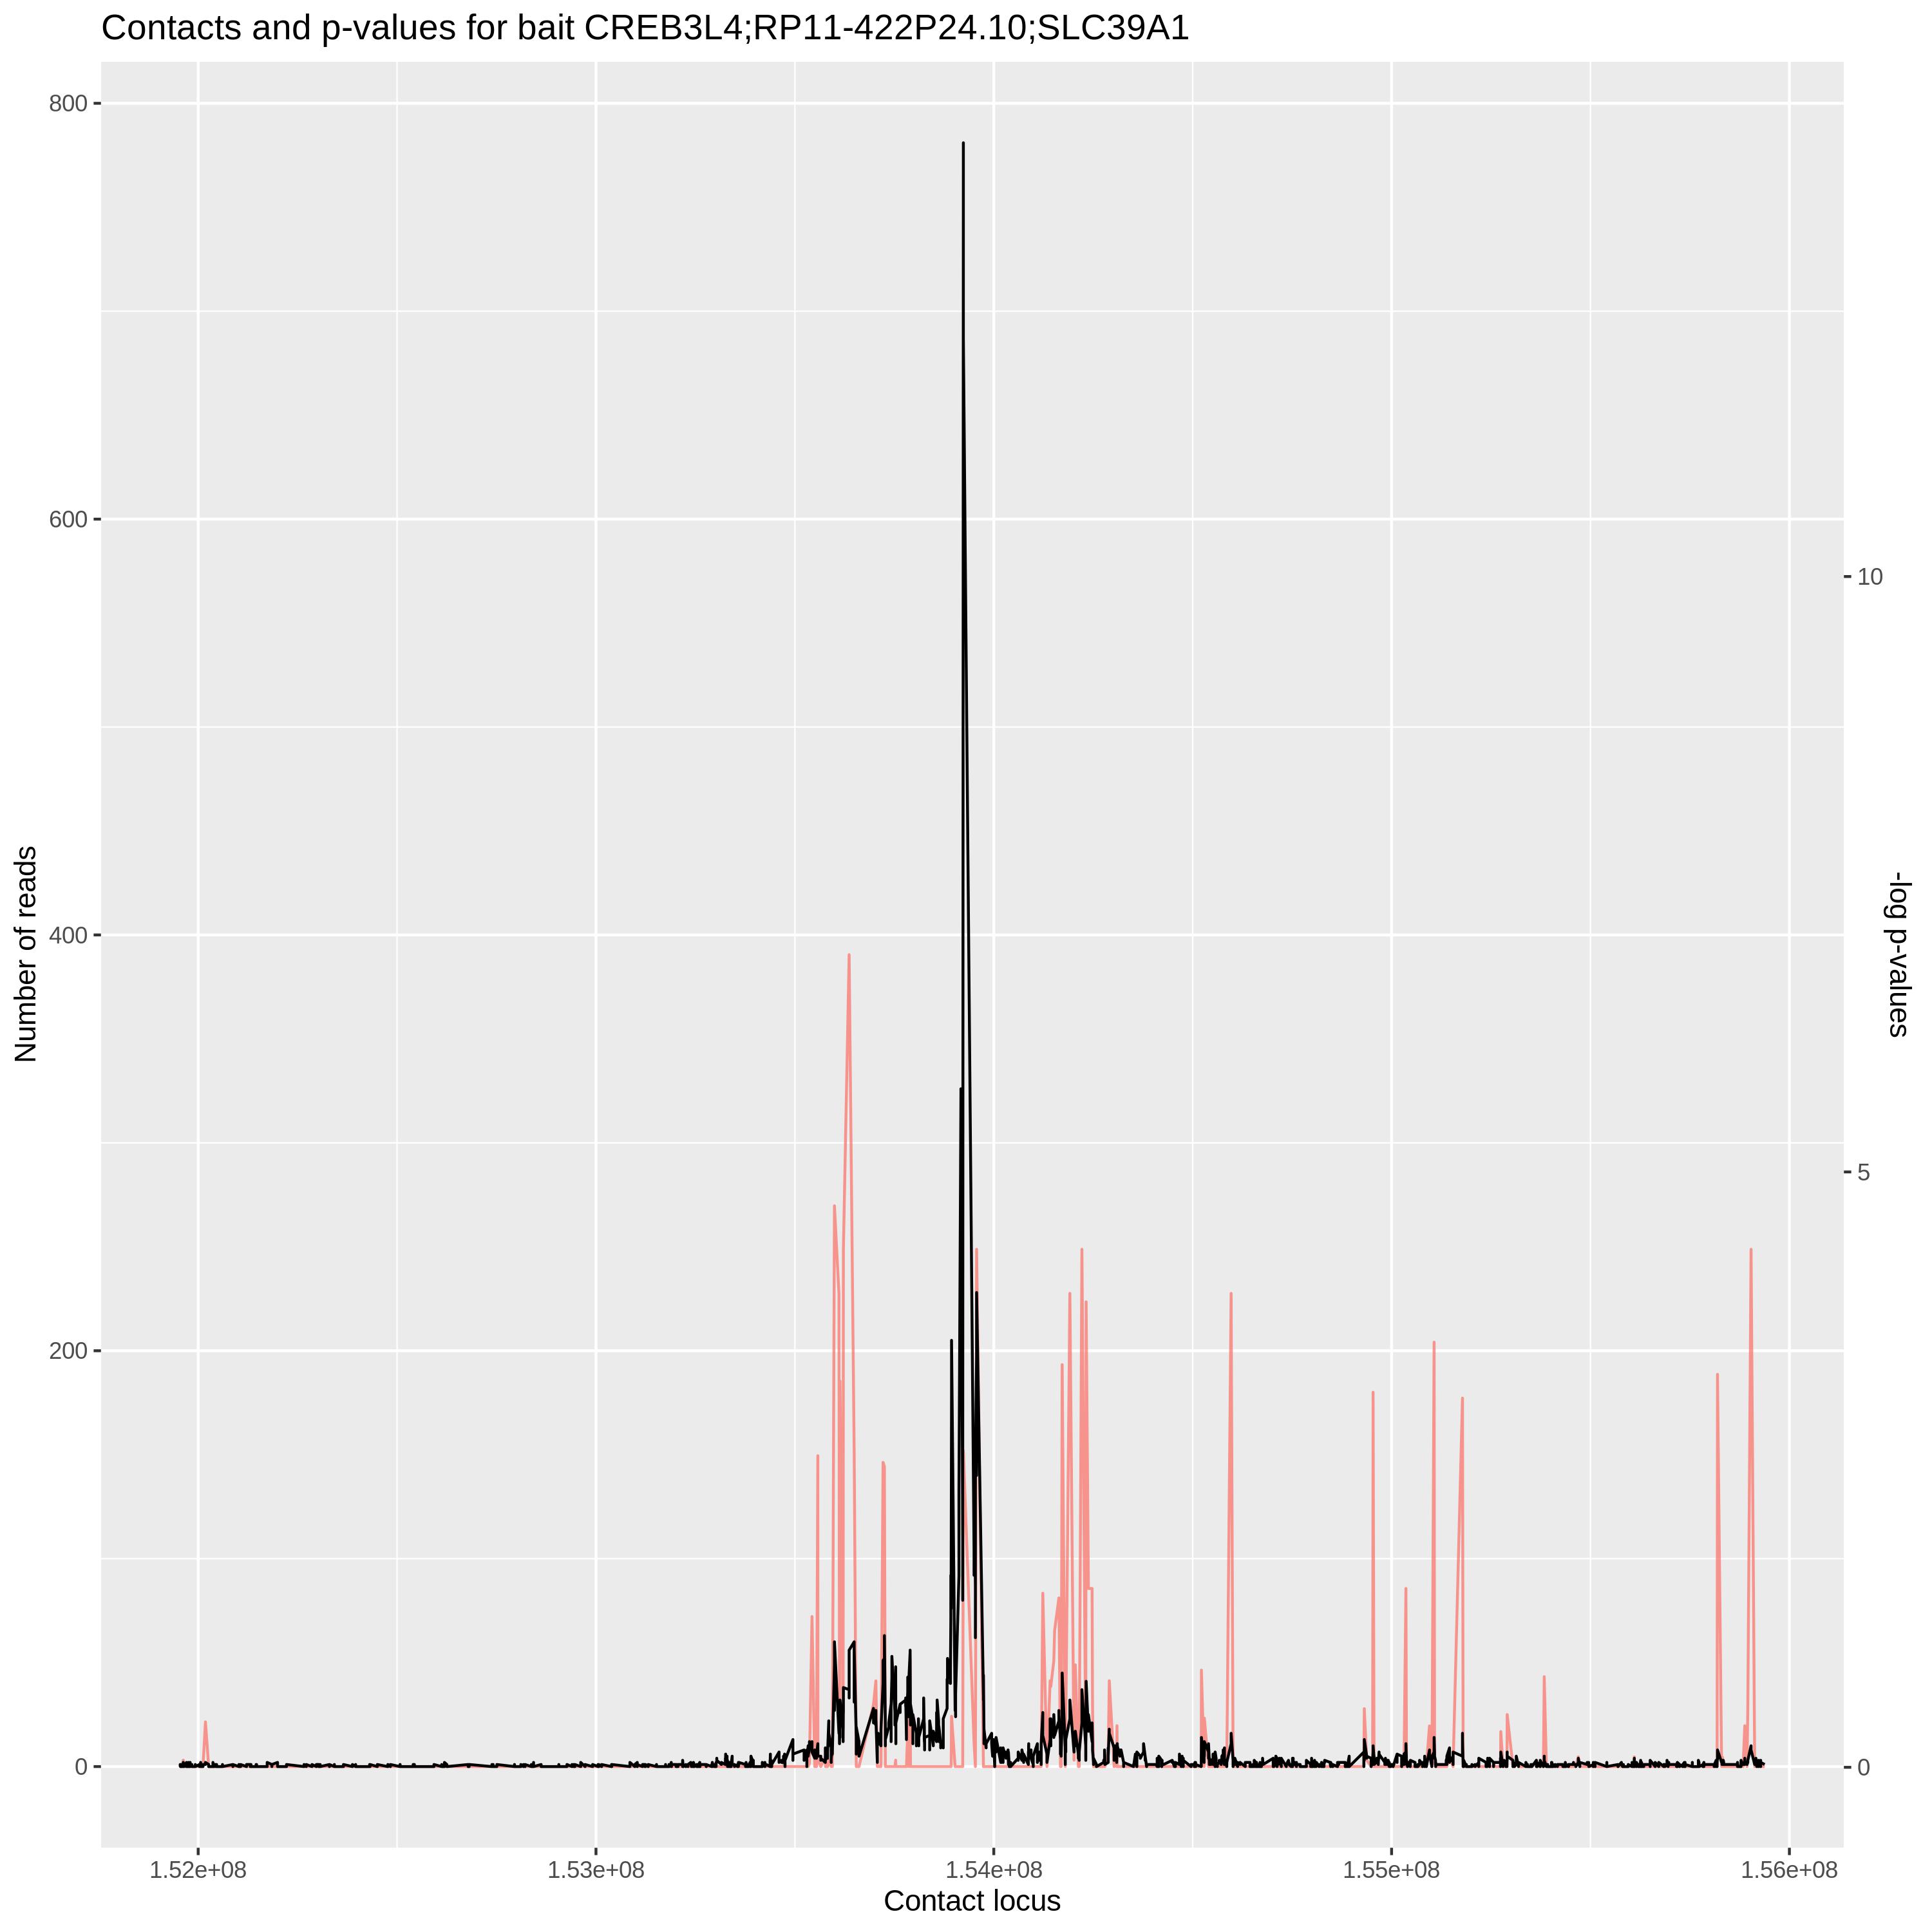 Contacts and p-values for bait CREB3L4;RP11-422P24.10;SLC39A1
800
600
400
200
0
Number of reads
10
5
0
-log p-values
1.52e+08
1.53e+08
1.54e+08
1.55e+08
1.56e+08
Contact locus